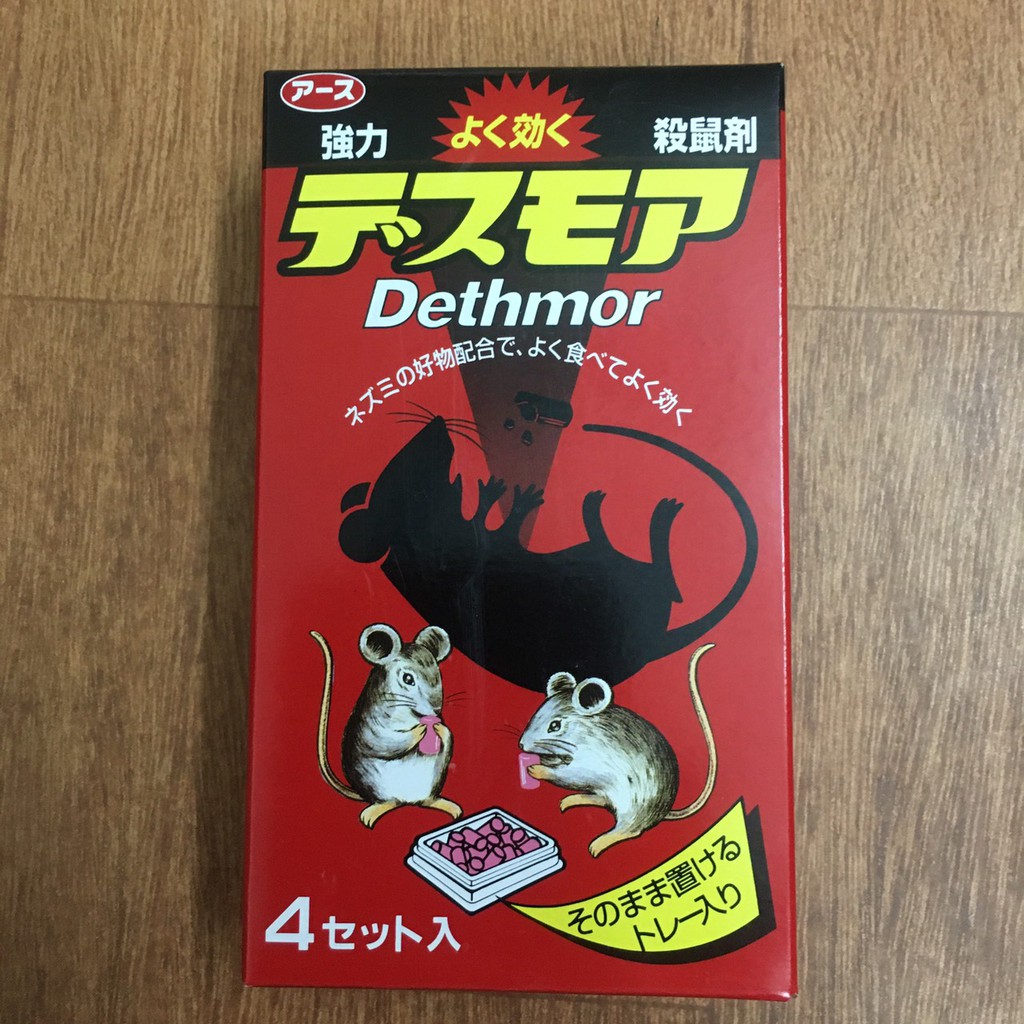 アース
強力
よく効く
殺鼠剤
デスモア
Dethmor
ネズミの好物配合で、よく食べてよく効く
そのまま置ける
トレー入り
4セット入